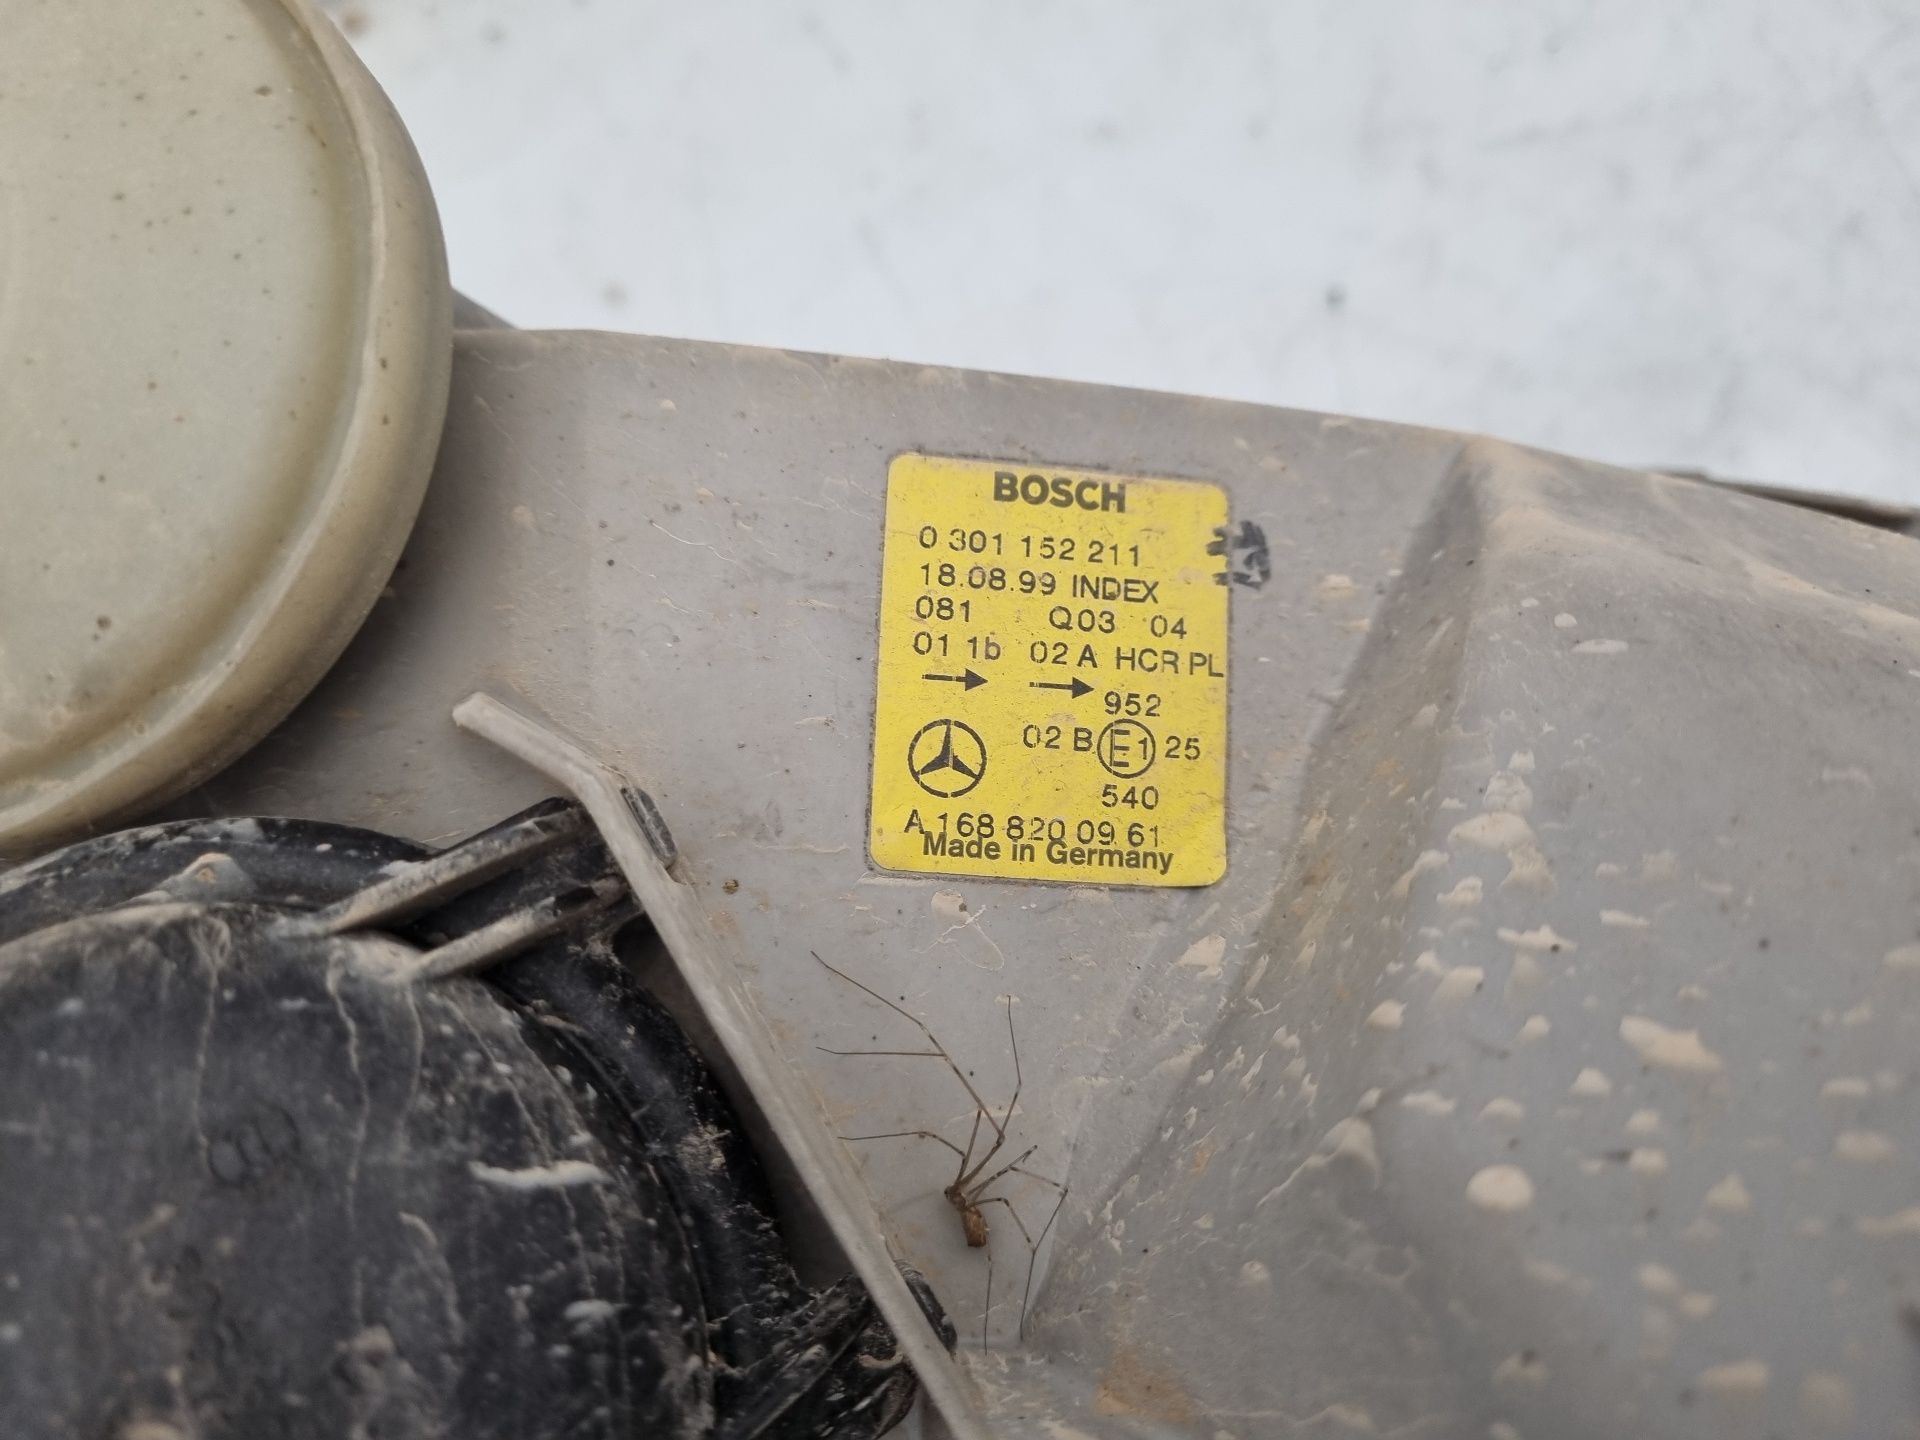 BOSCH
0 301 152 211
18.08.99 INDEX
081 Q03 04
01 1b 02 A HCR PL
952
02 B E1 25
540
A 168 820 09 61
Made in Germany